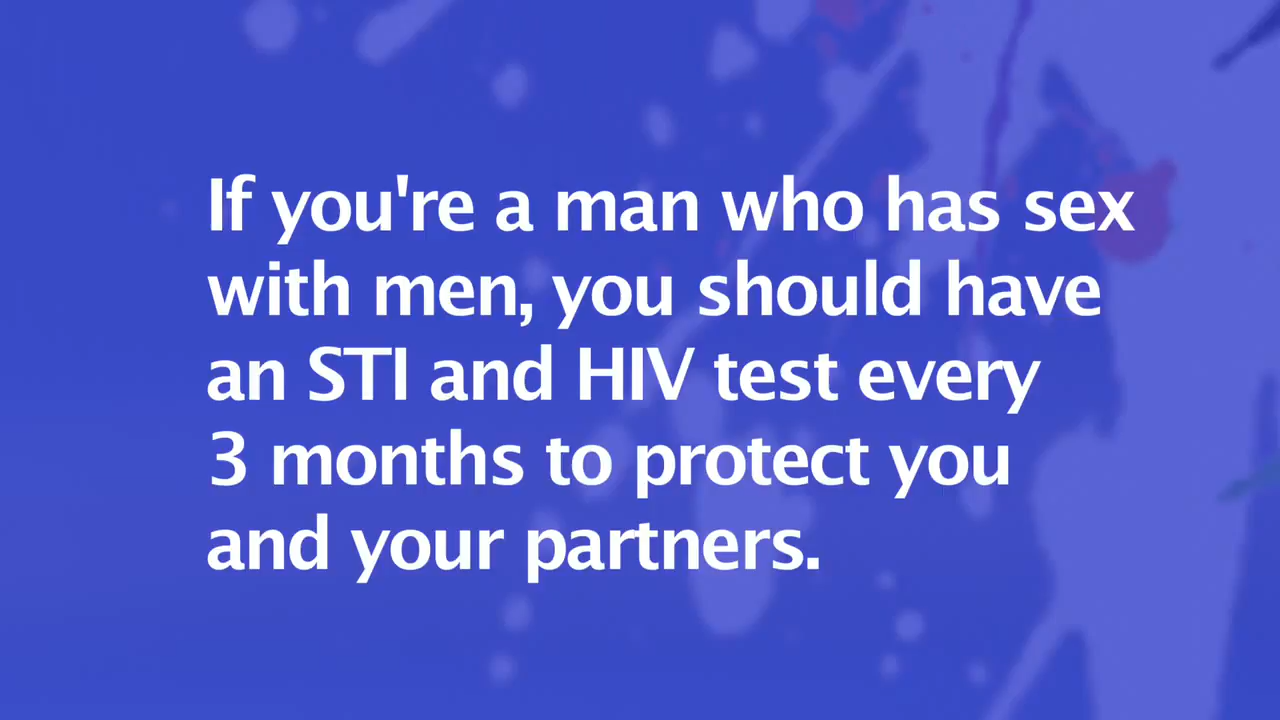 If you're a man who has sex
with men, you should have
an STI and HIV test every
3 months to protect you
and your partners.